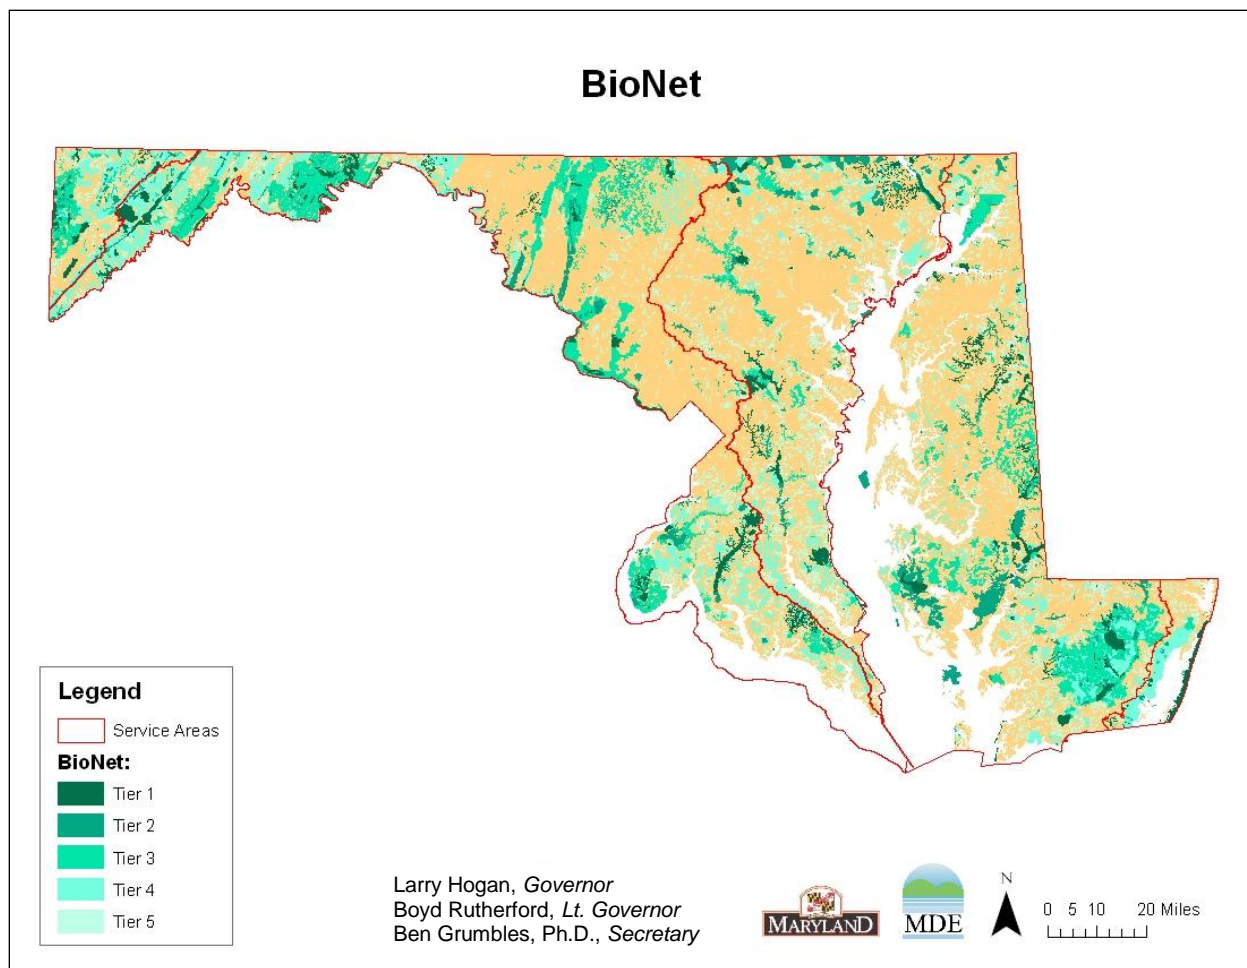 BioNet
Legend
Service Areas
BioNet:
Tier 1
Tier 2
Tier 3
Tier 4
Tier 5
Larry Hogan, Governor
Boyd Rutherford, Lt. Governor
Ben Grumbles, Ph.D., Secretary
MARYLAND
MDE
N
0 5 10 20 Miles